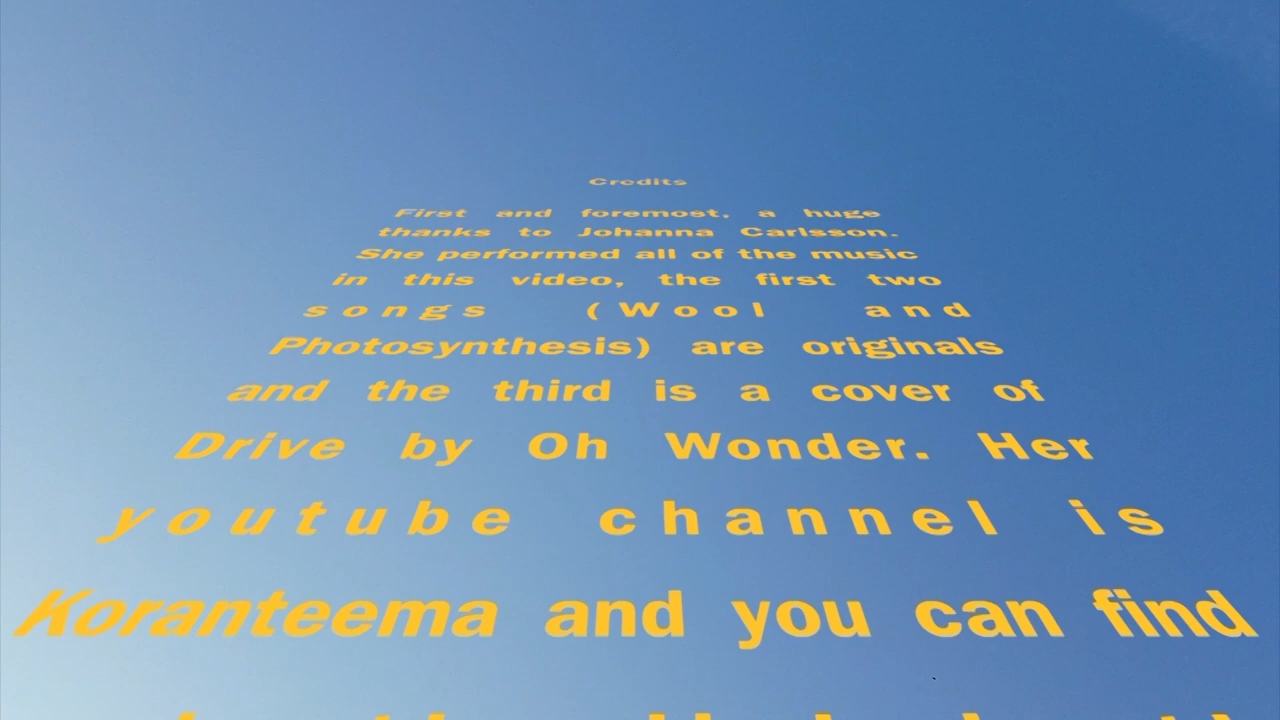 Credits
First and foremost, a huge
thanks to Johanna Carlsson.
She performed all of the music
in this video, the first two
songs (Wool and
Photosynthesis) are originals
and the third is a cover of
Drive by Oh Wonder. Her
youtube channel is
Koranteema and you can find